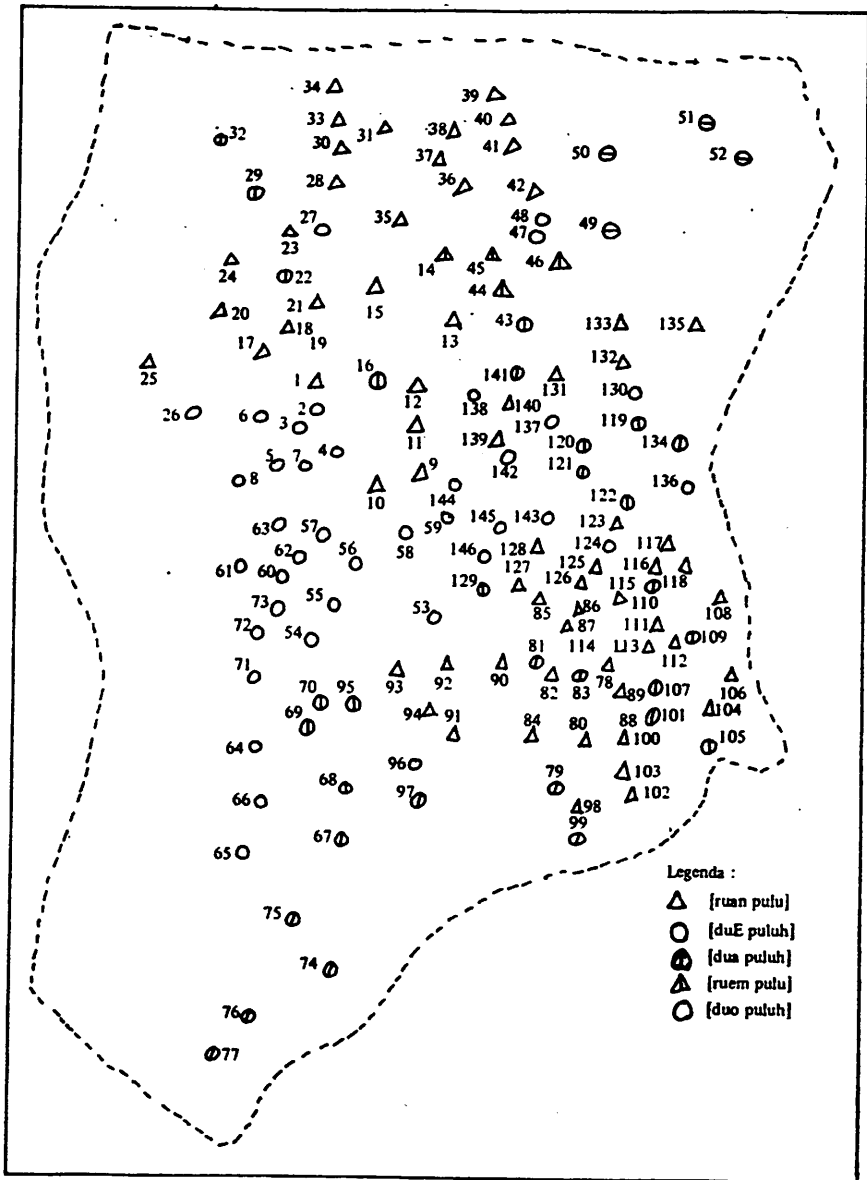 34 39
33 31 38 40 51
32 30 37 41 50 52
29 28 36 42
27 35 48 49
23 47
24 22 14 45 46
20 21 15 44
18 13 43 133 135
17 19
25 1 16 12 141 131 132
26 6 2 138 140 130
3 11 137 119
139 120 134
5 7 4 9 142 121
8 10 144 122 136
63 57 59 145 143 123
62 56 58 146 128 124 117
61 60 129 127 126 125 116 115 118
73 55 53 85 86 110 108
72 54 87 111 109
71 81 114 113 112
93 92 90 82 83 78 106
70 95 89 107
69 94 91 84 80 88 101 104
64 100 105
96 103
68 97 79 102
66 98
67 99
65
75
74
76
77
Legenda :
[ruan pulu]
[duE puluh]
[dua puluh]
[ruem pulu]
[duo puluh]